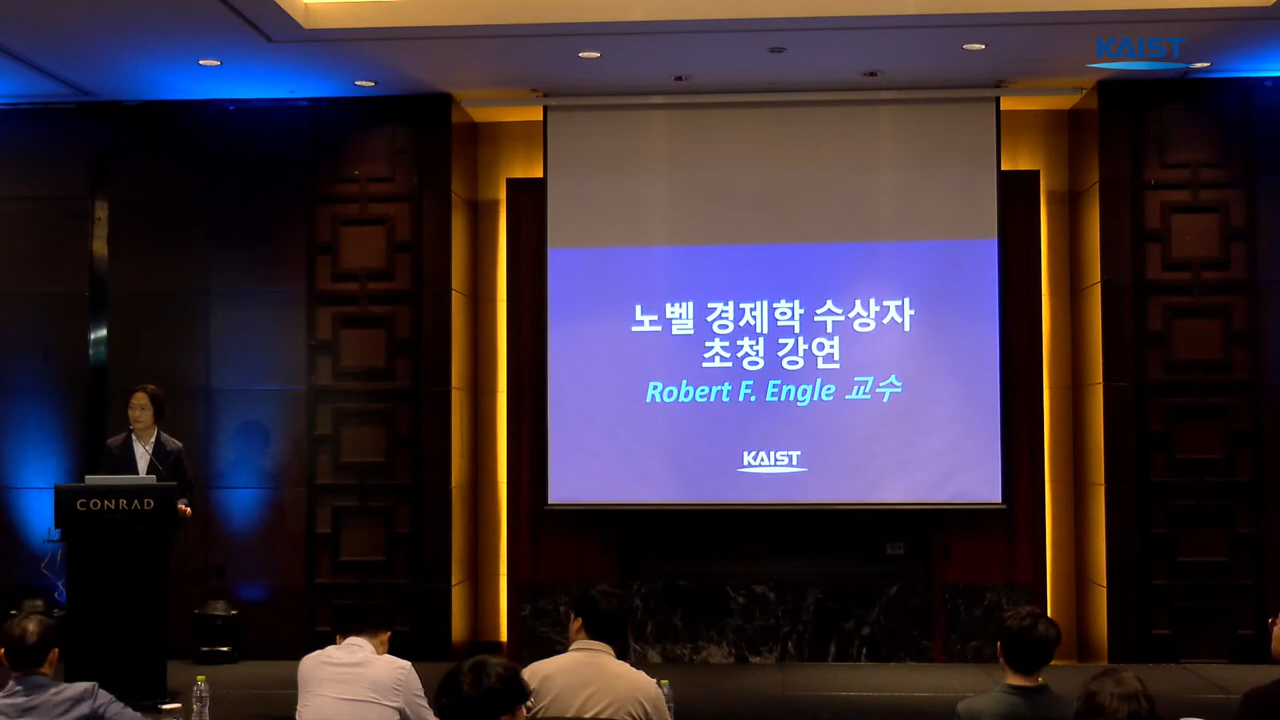 KAIST
노벨 경제학 수상자
초청 강연
Robert F. Engle 교수
KAIST
CONRAD